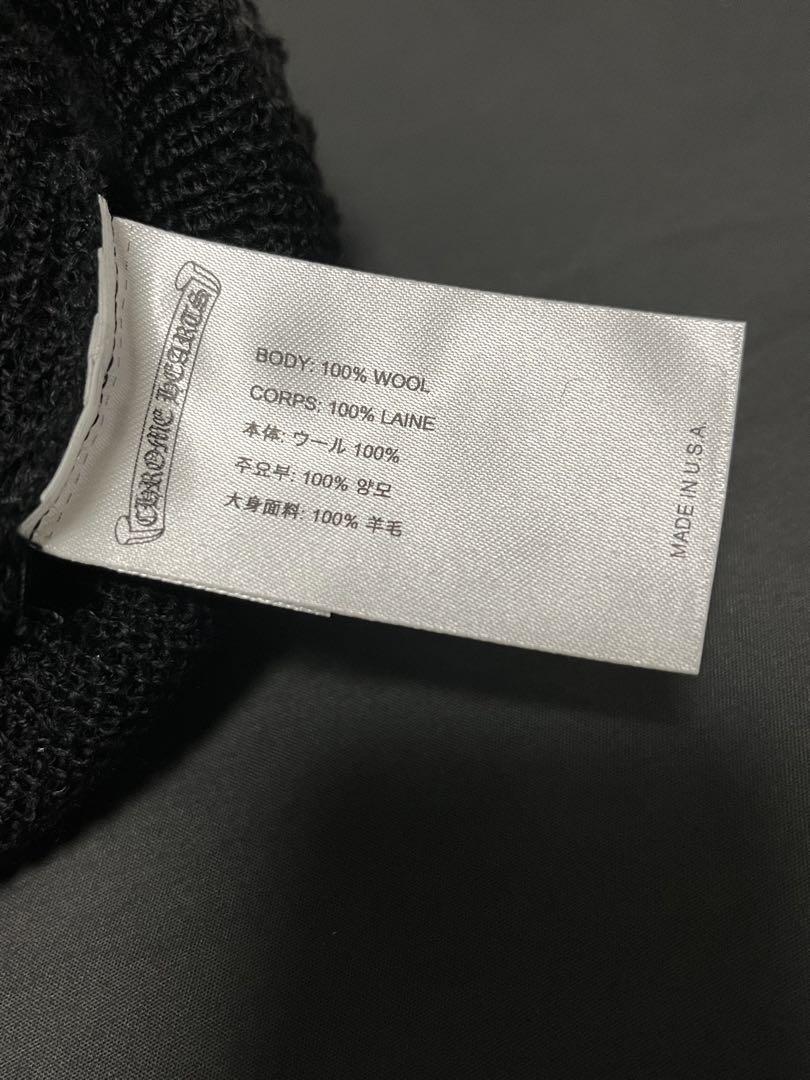 CHROME HEARTS
BODY: 100% WOOL
CORPS: 100% LAINE
本体: ウール 100%
주요부: 100% 양모
大身面料: 100% 羊毛
MADE IN U.S.A.